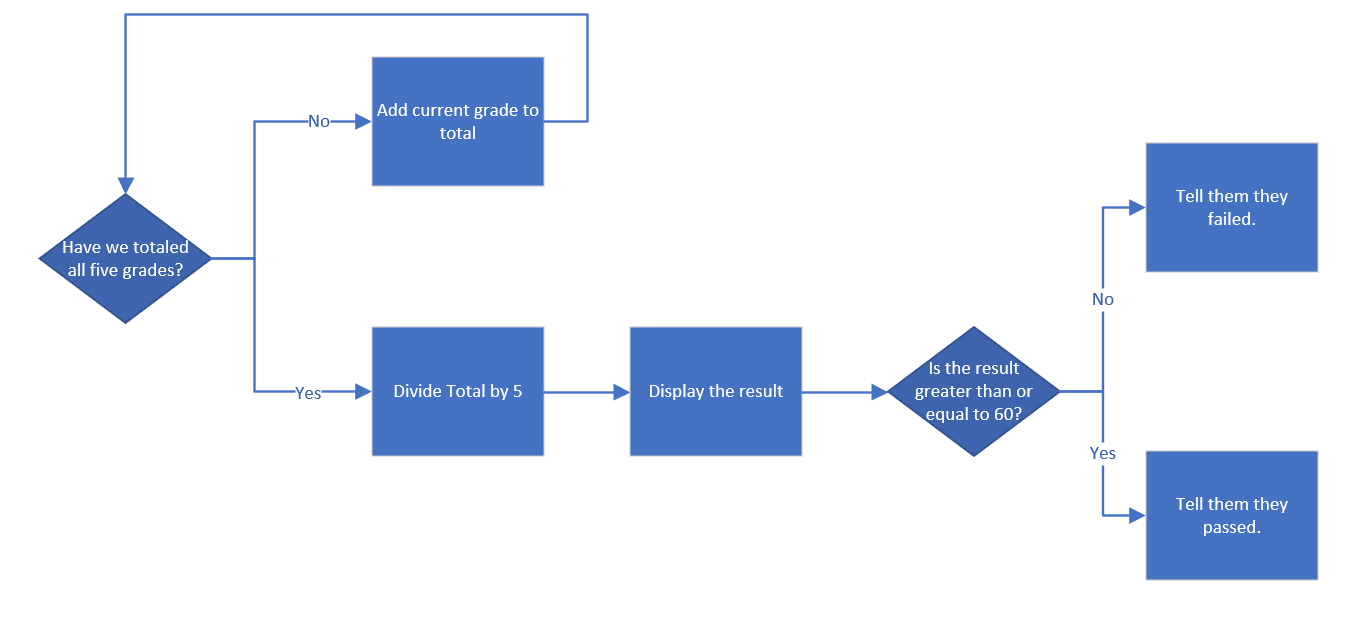 Add current grade to
total
No
Have we totaled
all five grades?
Yes
Divide Total by 5
Display the result
Is the result
greater than or
equal to 60?
No
Tell them they
failed.
Yes
Tell them they
passed.